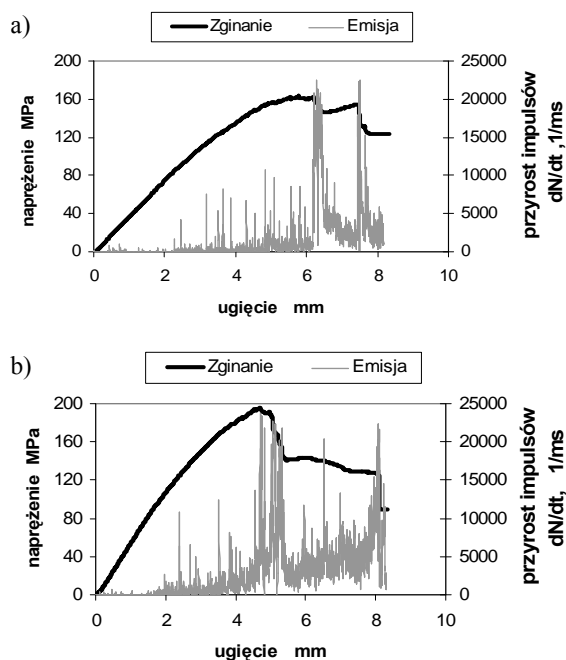 a)
Zginanie Emisja
200 25000
160 20000
120 15000
80 10000
40 5000
0 0
0 2 4 6 8 10
naprężenie MPa
przyrost impulsów
dN/dt ,1/ms
ugięcie mm
b)
Zginanie Emisja
200 25000
160 20000
120 15000
80 10000
40 5000
0 0
0 2 4 6 8 10
naprężenie MPa
przyrost impulsów
dN/dt, 1/ms
ugięcie mm